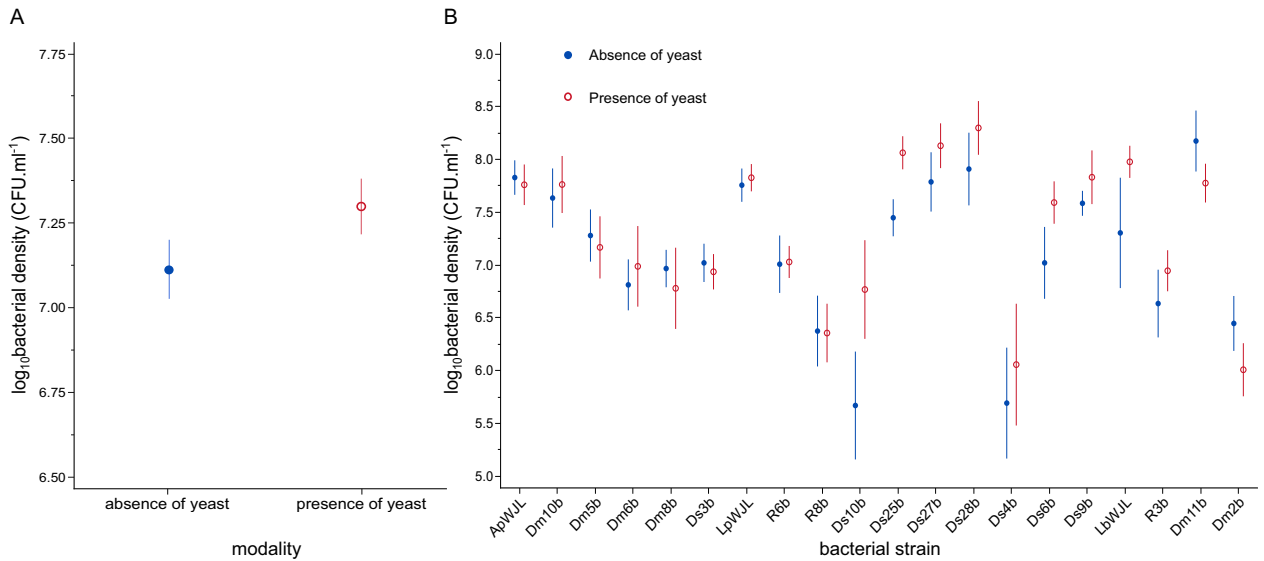 A
7.75
7.50
7.25
7.00
6.75
6.50
log₁₀bacterial density (CFU.ml⁻¹)
absence of yeast
presence of yeast
modality
B
9.0
8.5
8.0
7.5
7.0
6.5
6.0
5.5
5.0
log₁₀bacterial density (CFU.ml⁻¹)
Absence of yeast
Presence of yeast
ApWJL
Dm10b
Dm5b
Dm6b
Dm8b
Ds3b
LpWJL
R6b
R8b
Ds10b
Ds25b
Ds27b
Ds28b
Ds4b
Ds6b
Ds9b
LbWJL
R3b
Dm11b
Dm2b
bacterial strain